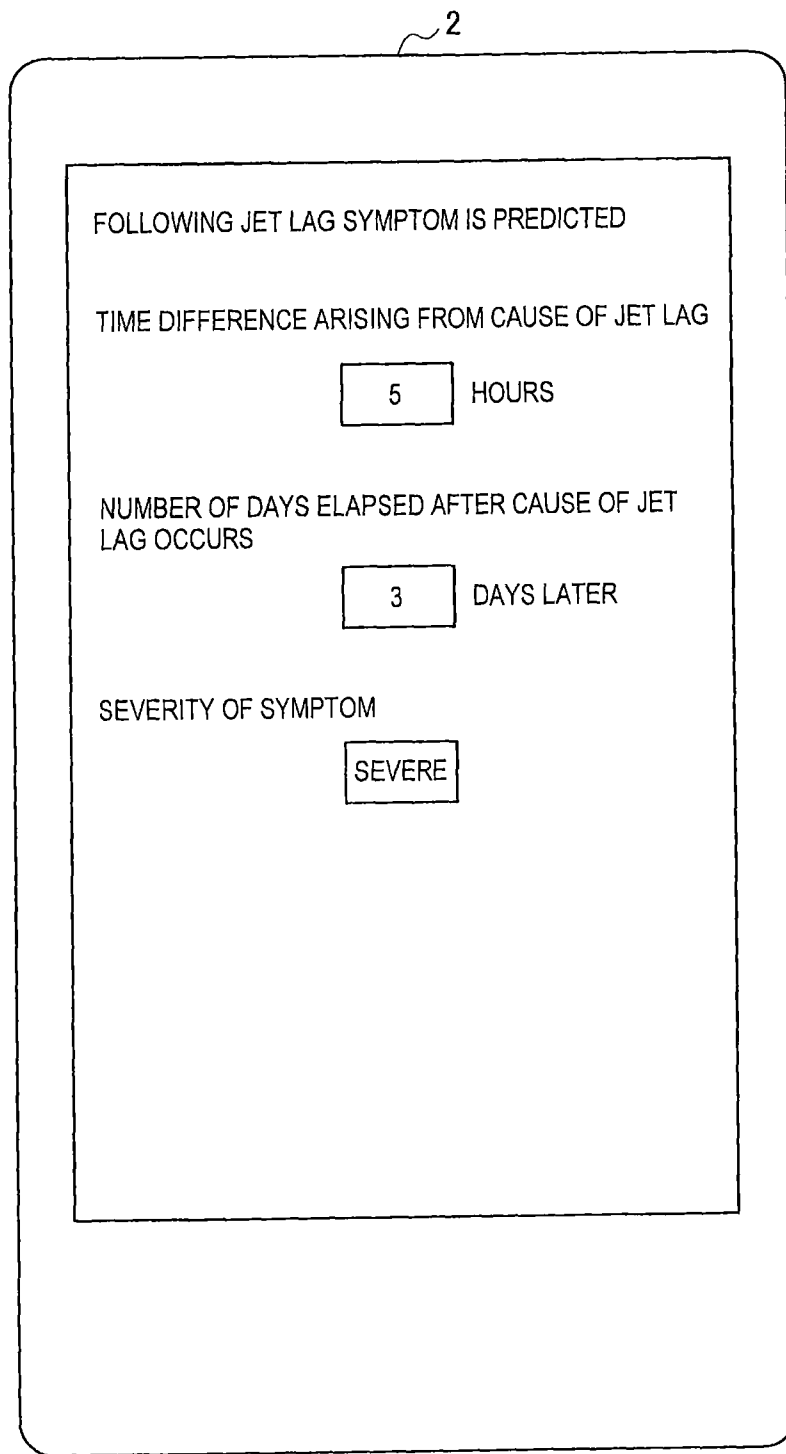 2
FOLLOWING JET LAG SYMPTOM IS PREDICTED
TIME DIFFERENCE ARISING FROM CAUSE OF JET LAG
5 HOURS
NUMBER OF DAYS ELAPSED AFTER CAUSE OF JET
LAG OCCURS
3 DAYS LATER
SEVERITY OF SYMPTOM
SEVERE